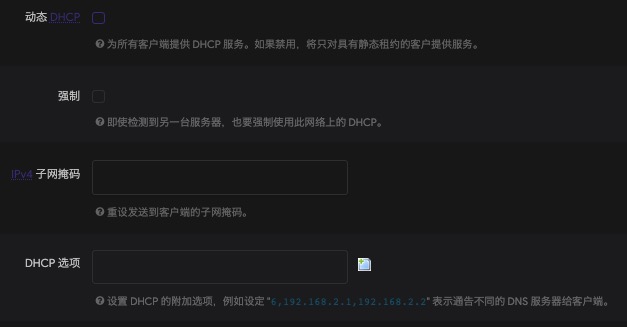 动态 DHCP
为所有客户端提供 DHCP 服务。如果禁用，将只对具有静态租约的客户提供服务。
强制
即使检测到另一台服务器，也要强制使用此网络上的 DHCP。
IPv4 子网掩码
重设发送到客户端的子网掩码。
DHCP 选项
设置 DHCP 的附加选项，例如设定 "6,192.168.2.1,192.168.2.2" 表示通告不同的 DNS 服务器给客户端。